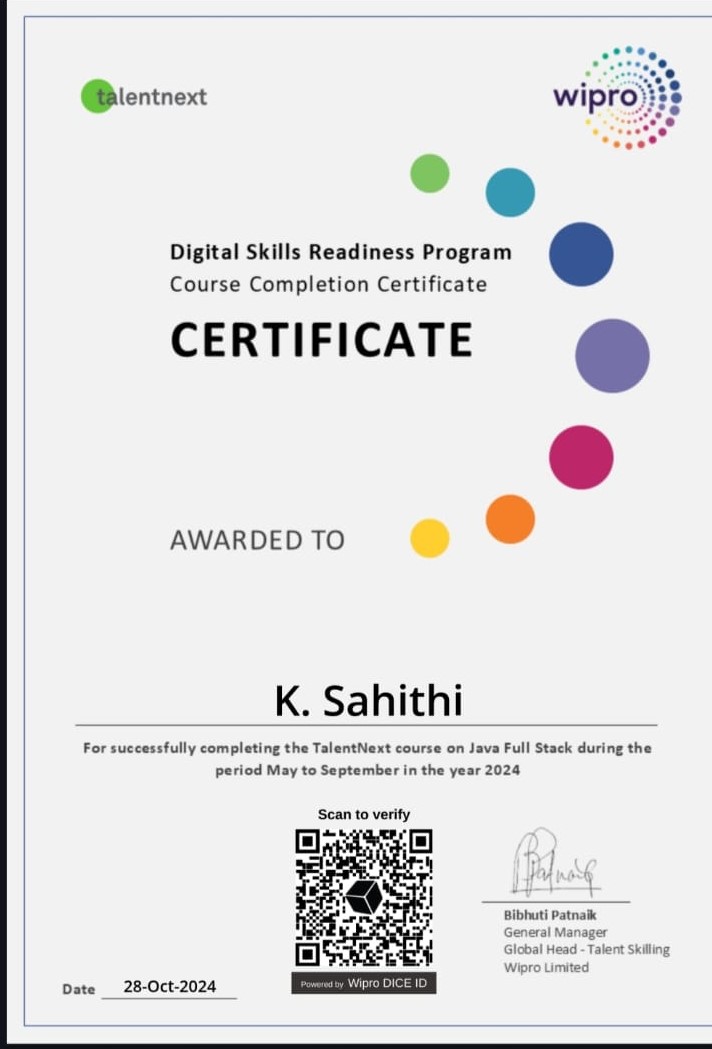 talentnext
wipro
Digital Skills Readiness Program
Course Completion Certificate
CERTIFICATE
AWARDED TO
K. Sahithi
For successfully completing the TalentNext course on Java Full Stack during the
period May to September in the year 2024
Scan to verify
Powered by Wipro DICE ID
BPatnaik
Bibhuti Patnaik
General Manager
Global Head - Talent Skilling
Wipro Limited
Date 28-Oct-2024